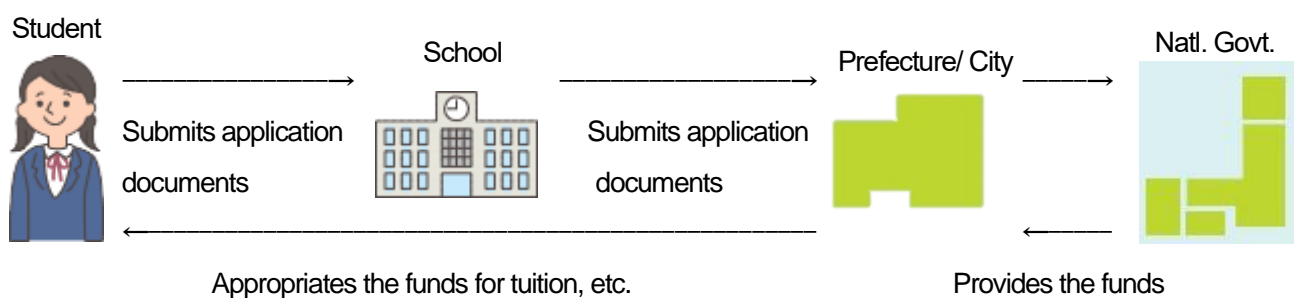 Student
School
Prefecture/ City
Natl. Govt.
Submits application
documents
Submits application
documents
Appropriates the funds for tuition, etc.
Provides the funds